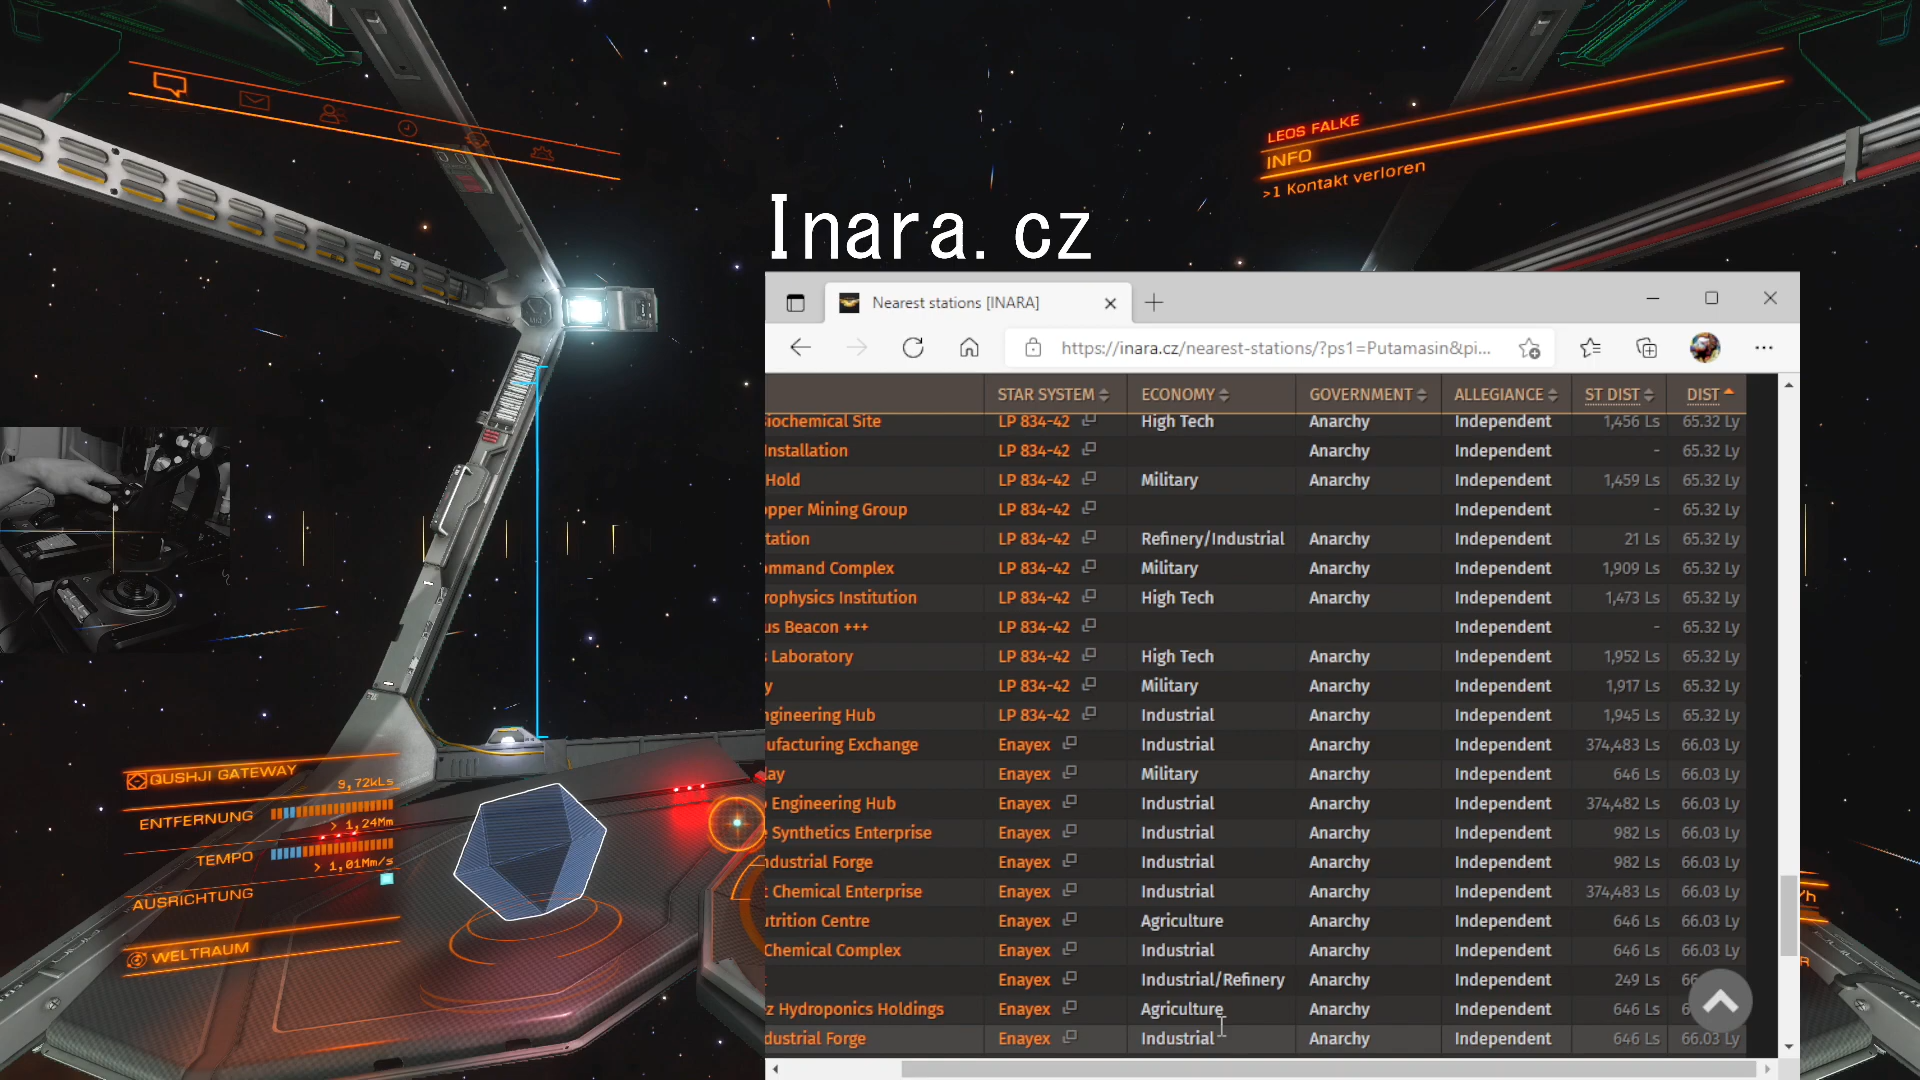 LEOS FALKE
INFO
>1 Kontakt verloren
Inara.cz
Nearest stations [INARA]
https://inara.cz/nearest-stations/?ps1=Putamasin&pi...
STAR SYSTEM ECONOMY GOVERNMENT ALLEGIANCE ST DIST DIST
iochemical Site LP 834-42 High Tech Anarchy Independent 1,456 Ls 65.32 Ly
Installation LP 834-42 Anarchy Independent - 65.32 Ly
Hold LP 834-42 Military Anarchy Independent 1,459 Ls 65.32 Ly
opper Mining Group LP 834-42 Independent - 65.32 Ly
tation LP 834-42 Refinery/Industrial Anarchy Independent 21 Ls 65.32 Ly
ommand Complex LP 834-42 Military Anarchy Independent 1,909 Ls 65.32 Ly
rophysics Institution LP 834-42 High Tech Anarchy Independent 1,473 Ls 65.32 Ly
us Beacon +++ LP 834-42 Independent - 65.32 Ly
s Laboratory LP 834-42 High Tech Anarchy Independent 1,952 Ls 65.32 Ly
y LP 834-42 Military Anarchy Independent 1,917 Ls 65.32 Ly
ngineering Hub LP 834-42 Industrial Anarchy Independent 1,945 Ls 65.32 Ly
ufacturing Exchange Enayex Industrial Anarchy Independent 374,483 Ls 66.03 Ly
lay Enayex Military Anarchy Independent 646 Ls 66.03 Ly
Engineering Hub Enayex Industrial Anarchy Independent 374,482 Ls 66.03 Ly
e Synthetics Enterprise Enayex Industrial Anarchy Independent 982 Ls 66.03 Ly
ndustrial Forge Enayex Industrial Anarchy Independent 982 Ls 66.03 Ly
t Chemical Enterprise Enayex Industrial Anarchy Independent 374,483 Ls 66.03 Ly
utrition Centre Enayex Agriculture Anarchy Independent 646 Ls 66.03 Ly
Chemical Complex Enayex Industrial Anarchy Independent 646 Ls 66.03 Ly
Enayex Industrial/Refinery Anarchy Independent 249 Ls 66
z Hydroponics Holdings Enayex Agriculture Anarchy Independent 646 Ls 6
dustrial Forge Enayex Industrial Anarchy Independent 646 Ls 66.03 Ly
QUSHJI GATEWAY
9,72kLs
ENTFERNUNG
> 1,24Mm
TEMPO
> 1,01Mm/s
AUSRICHTUNG
WELTRAUM